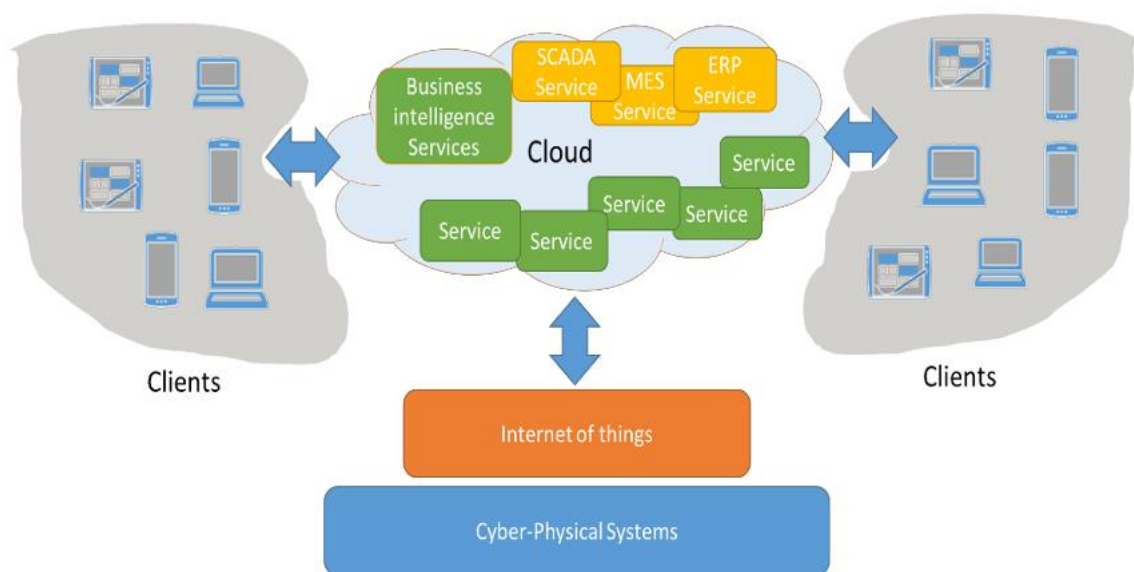 SCADA
Service
MES
Service
ERP
Service
Business
intelligence
Services
Cloud
Service
Service
Service
Service
Service
Clients
Clients
Internet of things
Cyber-Physical Systems